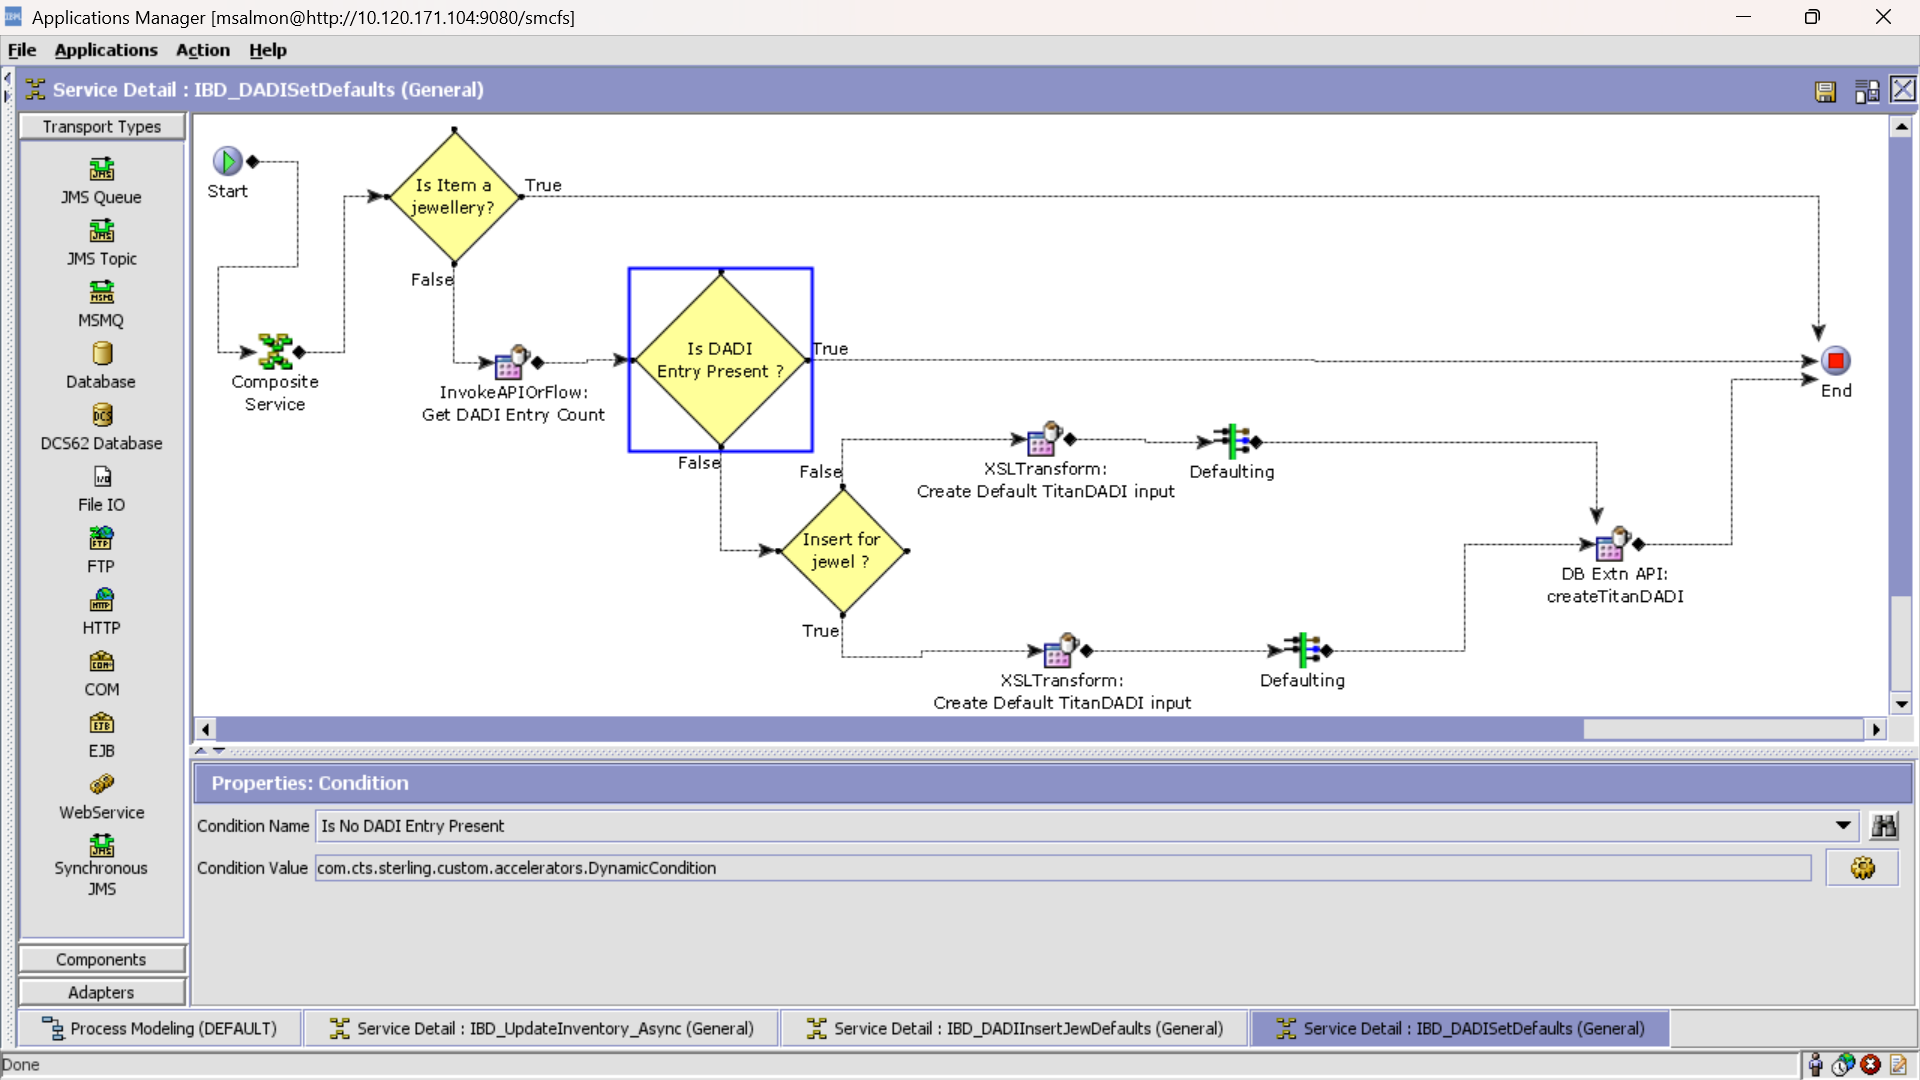 Applications Manager [msalmon@http://10.120.171.104:9080/smcfs]
File Applications Action Help
Service Detail : IBD_DADISetDefaults (General)
Transport Types
JMS Queue
JMS Topic
MSMQ
Database
DCS62 Database
File IO
FTP
HTTP
COM
EJB
WebService
Synchronous
JMS
Components
Adapters
Start
Is Item a
jewellery?
True
False
Composite
Service
InvokeAPIOrFlow:
Get DADI Entry Count
Is DADI
Entry Present ?
True
False
End
False
XSLTransform:
Create Default TitanDADI input
Defaulting
Insert for
jewel ?
DB Extn API:
createTitanDADI
True
XSLTransform:
Create Default TitanDADI input
Defaulting
Properties: Condition
Condition Name Is No DADI Entry Present
Condition Value com.cts.sterling.custom.accelerators.DynamicCondition
Process Modeling (DEFAULT)
Service Detail : IBD_UpdateInventory_Async (General)
Service Detail : IBD_DADIInsertJewDefaults (General)
Service Detail : IBD_DADISetDefaults (General)
Done